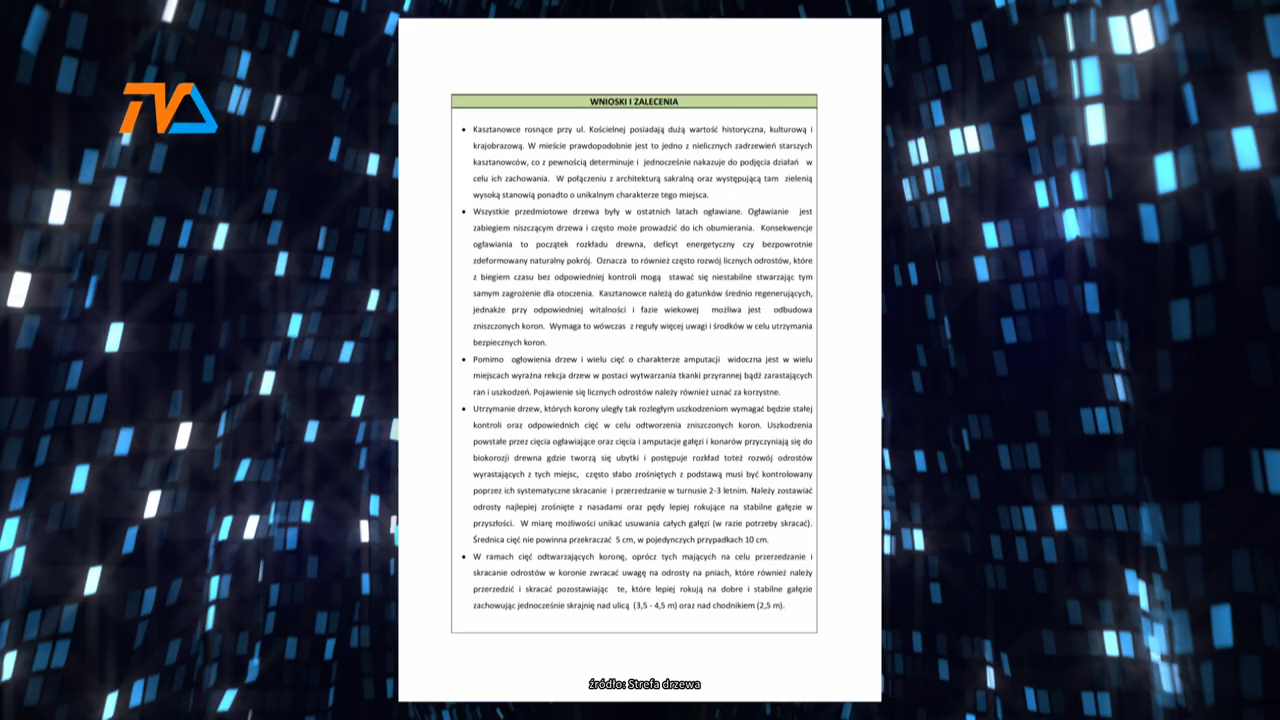 TVA
WNIOSKI I ZALECENIA
• Kasztanowce rosnące przy ul. Kościelnej posiadają dużą wartość historyczna, kulturową i
krajobrazową. W mieście prawdopodobnie jest to jedno z nielicznych zadrzewień starszych
kasztanowców, co z pewnością determinuje i jednocześnie nakazuje do podjęcia działań w
celu ich zachowania. W połączeniu z architekturą sakralną oraz występującą tam zielenią
wysoką stanowią ponadto o unikalnym charakterze tego miejsca.
• Wszystkie przedmiotowe drzewa były w ostatnich latach ogławiane. Ogławianie jest
zabiegiem niszczącym drzewa i często może prowadzić do ich obumierania. Konsekwencje
ogławiania to początek rozkładu drewna, deficyt energetyczny czy bezpowrotnie
zdeformowany naturalny pokrój. Oznacza to również często rozwój licznych odrostów, które
z biegiem czasu bez odpowiedniej kontroli mogą stawać się niestabilne stwarzając tym
samym zagrożenie dla otoczenia. Kasztanowce należą do gatunków średnio regenerujących,
jednakże przy odpowiedniej witalności i fazie wiekowej możliwa jest odbudowa
zniszczonych koron. Wymaga to wówczas z reguły więcej uwagi i środków w celu utrzymania
bezpiecznych koron.
• Pomimo ogłowienia drzew i wielu cięć o charakterze amputacji widoczna jest w wielu
miejscach wyraźna rekcja drzew w postaci wytwarzania tkanki przyrannej bądź zarastających
ran i uszkodzeń. Pojawienie się licznych odrostów należy również uznać za korzystne.
• Utrzymanie drzew, których korony uległy tak rozległym uszkodzeniom wymagać będzie stałej
kontroli oraz odpowiednich cięć w celu odtworzenia zniszczonych koron. Uszkodzenia
powstałe przez cięcia ogławiające oraz cięcia i amputacje gałęzi i konarów przyczyniają się do
biokorozji drewna gdzie tworzą się ubytki i postępuje rozkład toteż rozwój odrostów
wyrastających z tych miejsc, często słabo zrośniętych z podstawą musi być kontrolowany
poprzez ich systematyczne skracanie i przerzedzanie w turnusie 2-3 letnim. Należy zostawiać
odrosty najlepiej zrośnięte z nasadami oraz pędy lepiej rokujące na stabilne gałęzie w
przyszłości. W miarę możliwości unikać usuwania całych gałęzi (w razie potrzeby skracać).
Średnica cięć nie powinna przekraczać 5 cm, w pojedynczych przypadkach 10 cm.
• W ramach cięć odtwarzających koronę, oprócz tych mających na celu przerzedzanie i
skracanie odrostów w koronie zwracać uwagę na odrosty na pniach, które również należy
przerzedzić i skracać pozostawiając te, które lepiej rokują na dobre i stabilne gałęzie
zachowując jednocześnie skrajnię nad ulicą (3,5 - 4,5 m) oraz nad chodnikiem (2,5 m).
źródło: Strefa drzewa